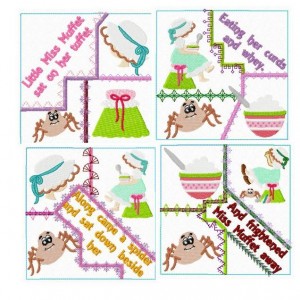 Little Miss Muffet
sat on her tuffet
Eating her curds
and whey,
Along came a spider
and sat down
her beside
And frightened
Miss Muffet away